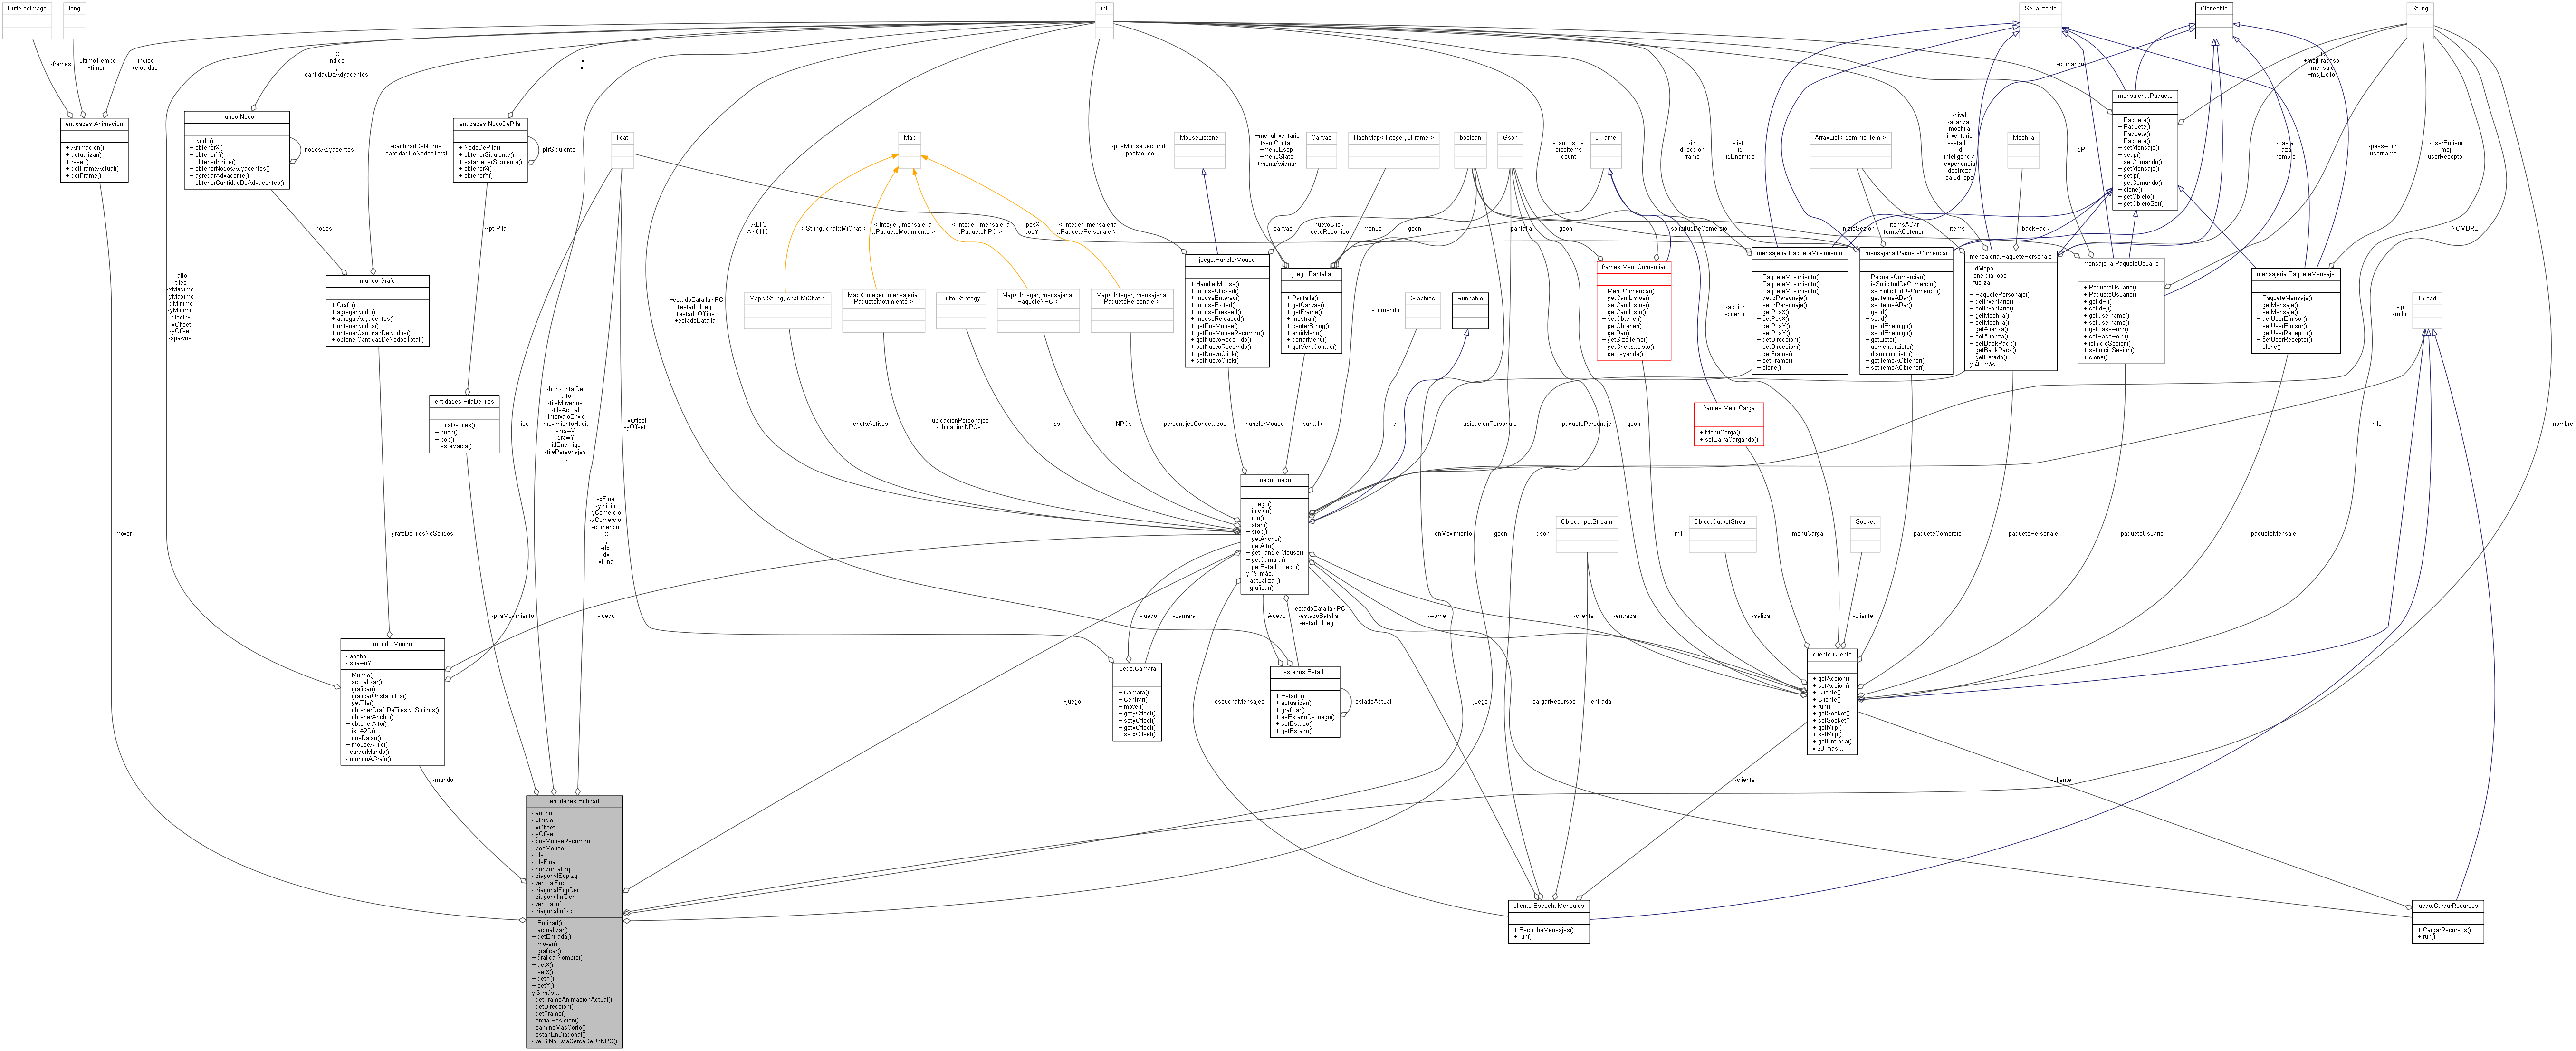 BufferedImage
long
int
Serializable
Cloneable
String
-frames
-ultimoTiempo
~timer
-indice
-velocidad
-x
-indice
-y
-cantidadDeAdyacentes
-x
-y
-comando
-id
+msjFracaso
-mensaje
+msjExito
entidades.Animacion
+ Animacion()
+ actualizar()
+ reset()
+ getFrameActual()
+ getFrame()
mundo.Nodo
+ Nodo()
+ obtenerX()
+ obtenerY()
+ obtenerIndice()
+ obtenerNodosAdyacentes()
+ agregarAdyacente()
+ obtenerCantidadDeAdyacentes()
-nodosAdyacentes
-cantidadDeNodos
-cantidadDeNodosTotal
entidades.NodoDePila
+ NodoDePila()
+ obtenerSiguiente()
+ establecerSiguiente()
+ obtenerX()
+ obtenerY()
-ptrSiguiente
float
Map
-posMouseRecorrido
-posMouse
MouseListener
+menuInventario
+ventContac
+menuEscp
+menuStats
+menuAsignar
Canvas
HashMap< Integer, JFrame >
boolean
Gson
-cantListos
-sizeItems
-count
JFrame
-id
-direccion
-frame
-listo
-id
-idEnemigo
ArrayList< dominio.Item >
-nivel
-alianza
-mochila
-inventario
-estado
-id
-inteligencia
-experiencia
-destreza
-saludTope
...
Mochila
-idPj
-casta
-raza
-nombre
mensajeria.Paquete
+ Paquete()
+ Paquete()
+ Paquete()
+ Paquete()
+ setMensaje()
+ setIp()
+ setComando()
+ getMensaje()
+ getIp()
+ getComando()
+ clone()
+ getObjeto()
+ getObjetoSet()
-password
-username
-userEmisor
-msj
-userReceptor
-nodos
~ptrPila
-ALTO
-ANCHO
< String, chat::MiChat >
< Integer, mensajeria
::PaqueteMovimiento >
< Integer, mensajeria
::PaqueteNPC >
< Integer, mensajeria
::PaquetePersonaje >
-posX
-posY
-canvas
-nuevoClick
-nuevoRecorrido
-menus
-gson
-pantalla
-gson
-solicitudDeComersio
-inicioSesion
-itemsADar
-itemsAObtener
-items
-backPack
-NOMBRE
-alto
-tiles
-xMaximo
-yMaximo
-xMinimo
-yMinimo
-tilesInv
-xOffset
-yOffset
-spawnX
...
mundo.Grafo
+ Grafo()
+ agregarNodo()
+ agregarAdyacentes()
+ obtenerNodos()
+ obtenerCantidadDeNodos()
+ obtenerCantidadDeNodosTotal()
+estadoBatallaNPC
+estadoJuego
+estadoOffline
+estadoBatalla
Map< String, chat.MiChat >
Map< Integer, mensajeria.
PaqueteMovimiento >
BufferStrategy
Map< Integer, mensajeria.
PaqueteNPC >
Map< Integer, mensajeria.
PaquetePersonaje >
juego.HandlerMouse
+ HandlerMouse()
+ mouseClicked()
+ mouseEntered()
+ mouseExited()
+ mousePressed()
+ mouseReleased()
+ getPosMouse()
+ getPosMouseRecorrido()
+ getNuevoRecorrido()
+ setNuevoRecorrido()
+ getNuevoClick()
+ setNuevoClick()
juego.Pantalla
+ Pantalla()
+ getCanvas()
+ getFrame()
+ mostrar()
+ centerString()
+ abrirMenu()
+ cerrarMenu()
+ getVentContac()
-corriendo
Graphics
Runnable
frames.MenuComerciar
+ MenuComerciar()
+ getCantListos()
+ setCantListos()
+ getCantListo()
+ setObtener()
+ getObtener()
+ getDar()
+ getSizeItems()
+ getChckbxListo()
+ getLeyenda()
-accion
-puerto
mensajeria.PaqueteMovimiento
+ PaqueteMovimiento()
+ PaqueteMovimiento()
+ PaqueteMovimiento()
+ getIdPersonaje()
+ setIdPersonaje()
+ getPosX()
+ setPosX()
+ getPosY()
+ setPosY()
+ getDireccion()
+ setDireccion()
+ getFrame()
+ setFrame()
+ clone()
mensajeria.PaqueteComerciar
+ PaqueteComerciar()
+ isSolicitudDeComercio()
+ setSolicitudDeComercio()
+ getItemsADar()
+ setItemsADar()
+ getId()
+ setId()
+ getIdEnemigo()
+ setIdEnemigo()
+ getListo()
+ aumentarListo()
+ disminuirListo()
+ getItemsAObtener()
+ setItemsAObtener()
mensajeria.PaquetePersonaje
- idMapa
- energiaTope
- fuerza
+ PaquetePersonaje()
+ getInventario()
+ setInventario()
+ getMochila()
+ setMochila()
+ getAlianza()
+ setAlianza()
+ setBackPack()
+ getBackPack()
+ getEstado()
y 46 más...
mensajeria.PaqueteUsuario
+ PaqueteUsuario()
+ PaqueteUsuario()
+ getIdPj()
+ setIdPj()
+ getUsername()
+ setUsername()
+ getPassword()
+ setPassword()
+ isInicioSesion()
+ setInicioSesion()
+ clone()
mensajeria.PaqueteMensaje
+ PaqueteMensaje()
+ getMensaje()
+ setMensaje()
+ getUserEmisor()
+ setUserEmisor()
+ getUserReceptor()
+ setUserReceptor()
+ clone()
-ip
-miIp
Thread
entidades.PilaDeTiles
+ PilaDeTiles()
+ push()
+ pop()
+ estaVacia()
-iso
-horizontalDer
-alto
-tileMoverme
-tileActual
-intervaloEnvio
-movimientoHacia
-drawX
-drawY
-idEnemigo
-tilePersonajes
...
-xOffset
-yOffset
-chatsActivos
-ubicacionPersonajes
-ubicacionNPCs
-bs
-NPCs
-personajesConectados
-handlerMouse
-pantalla
-g
-ubicacionPersonaje
-paquetePersonaje
-gson
frames.MenuCarga
+ MenuCarga()
+ setBarraCargando()
-hilo
-nombre
-mover
-grafoDeTilesNoSolidos
-xFinal
-yInicio
-yComercio
-xComercio
-comercio
-x
-y
-dx
-dy
-yFinal
...
juego.Juego
+ Juego()
+ iniciar()
+ run()
+ start()
+ stop()
+ getAncho()
+ getAlto()
+ getHandlerMouse()
+ getCamara()
+ getEstadoJuego()
y 19 más...
- actualizar()
- graficar()
-enMovimiento
-gson
-gson
ObjectInputStream
-m1
ObjectOutputStream
-menuCarga
Socket
-paqueteComercio
-paquetePersonaje
-paqueteUsuario
-paqueteMensaje
-pilaMovimiento
-juego
-juego
-camara
#juego
-estadoBatallaNPC
-estadoBatalla
-estadoJuego
-wome
-cliente
-entrada
-salida
-cliente
mundo.Mundo
- ancho
- spawnY
+ Mundo()
+ actualizar()
+ graficar()
+ graficarObstaculos()
+ getTile()
+ obtenerGrafoDeTilesNoSolidos()
+ obtenerAncho()
+ obtenerAlto()
+ isoA2D()
+ dosDaIso()
+ mouseATile()
- cargarMundo()
- mundoAGrafo()
juego.Camara
+ Camara()
+ Centrar()
+ mover()
+ getyOffset()
+ setyOffset()
+ getxOffset()
+ setxOffset()
estados.Estado
+ Estado()
+ actualizar()
+ graficar()
+ esEstadoDeJuego()
+ setEstado()
+ getEstado()
-estadoActual
cliente.Cliente
+ getAccion()
+ setAccion()
+ Cliente()
+ Cliente()
+ run()
+ getSocket()
+ setSocket()
+ getMiIp()
+ setMiIp()
+ getEntrada()
y 23 más...
~juego
-escuchaMensajes
-juego
-cargarRecursos
-entrada
-mundo
-cliente
-cliente
entidades.Entidad
- ancho
- xInicio
- xOffset
- yOffset
- posMouseRecorrido
- posMouse
- tile
- tileFinal
- horizontalIzq
- diagonalSupIzq
- verticalSup
- diagonalSupDer
- diagonalInfDer
- verticalInf
- diagonalInfIzq
+ Entidad()
+ actualizar()
+ getEntrada()
+ mover()
+ graficar()
+ graficarNombre()
+ getX()
+ setX()
+ getY()
+ setY()
y 6 más...
- getFrameAnimacionActual()
- getDireccion()
- getFrame()
- enviarPosicion()
- caminoMasCorto()
- estanEnDiagonal()
- verSiNoEstaCercaDeUnNPC()
cliente.EscuchaMensajes
+ EscuchaMensajes()
+ run()
juego.CargarRecursos
+ CargarRecursos()
+ run()